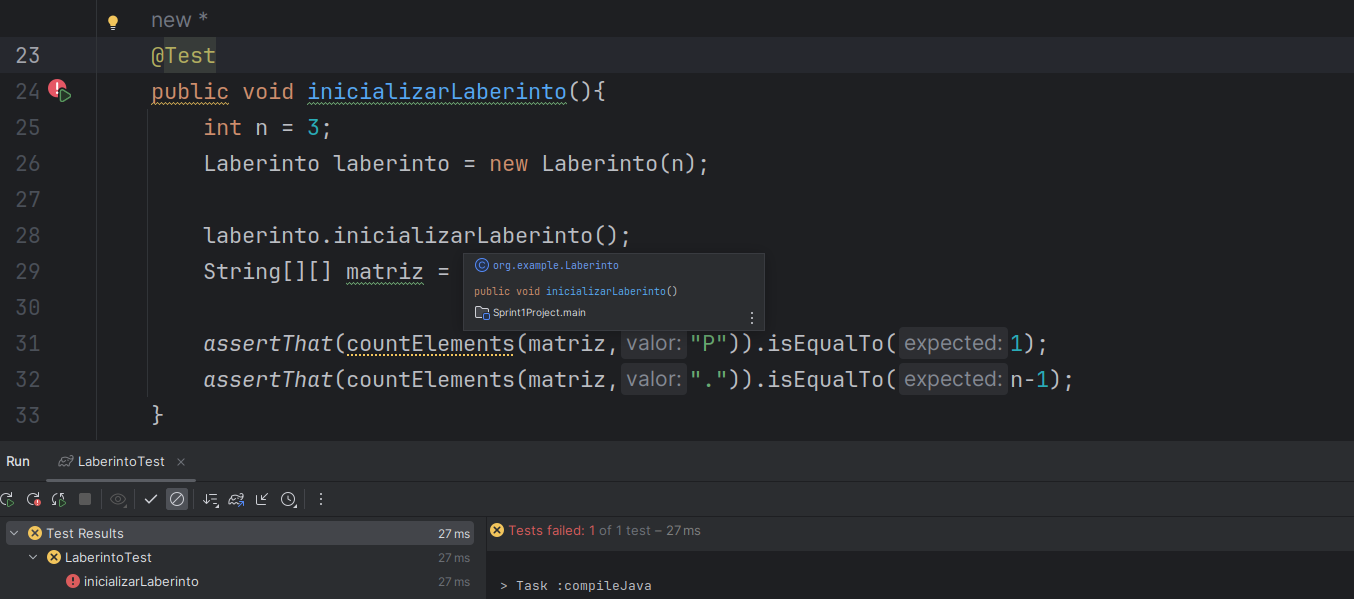 new *
23 @Test
24 public void inicializarLaberinto(){
25 int n = 3;
26 Laberinto laberinto = new Laberinto(n);
27
28 laberinto.inicializarLaberinto();
29 String[][] matriz =
org.example.Laberinto
public void inicializarLaberinto()
Sprint1Project.main
30
31 assertThat(countElements(matriz, valor: "P")).isEqualTo( expected: 1);
32 assertThat(countElements(matriz, valor: ".")).isEqualTo( expected: n-1);
33 }
Run LaberintoTest
Test Results 27 ms
LaberintoTest 27 ms
inicializarLaberinto 27 ms
Tests failed: 1 of 1 test – 27 ms
> Task :compileJava